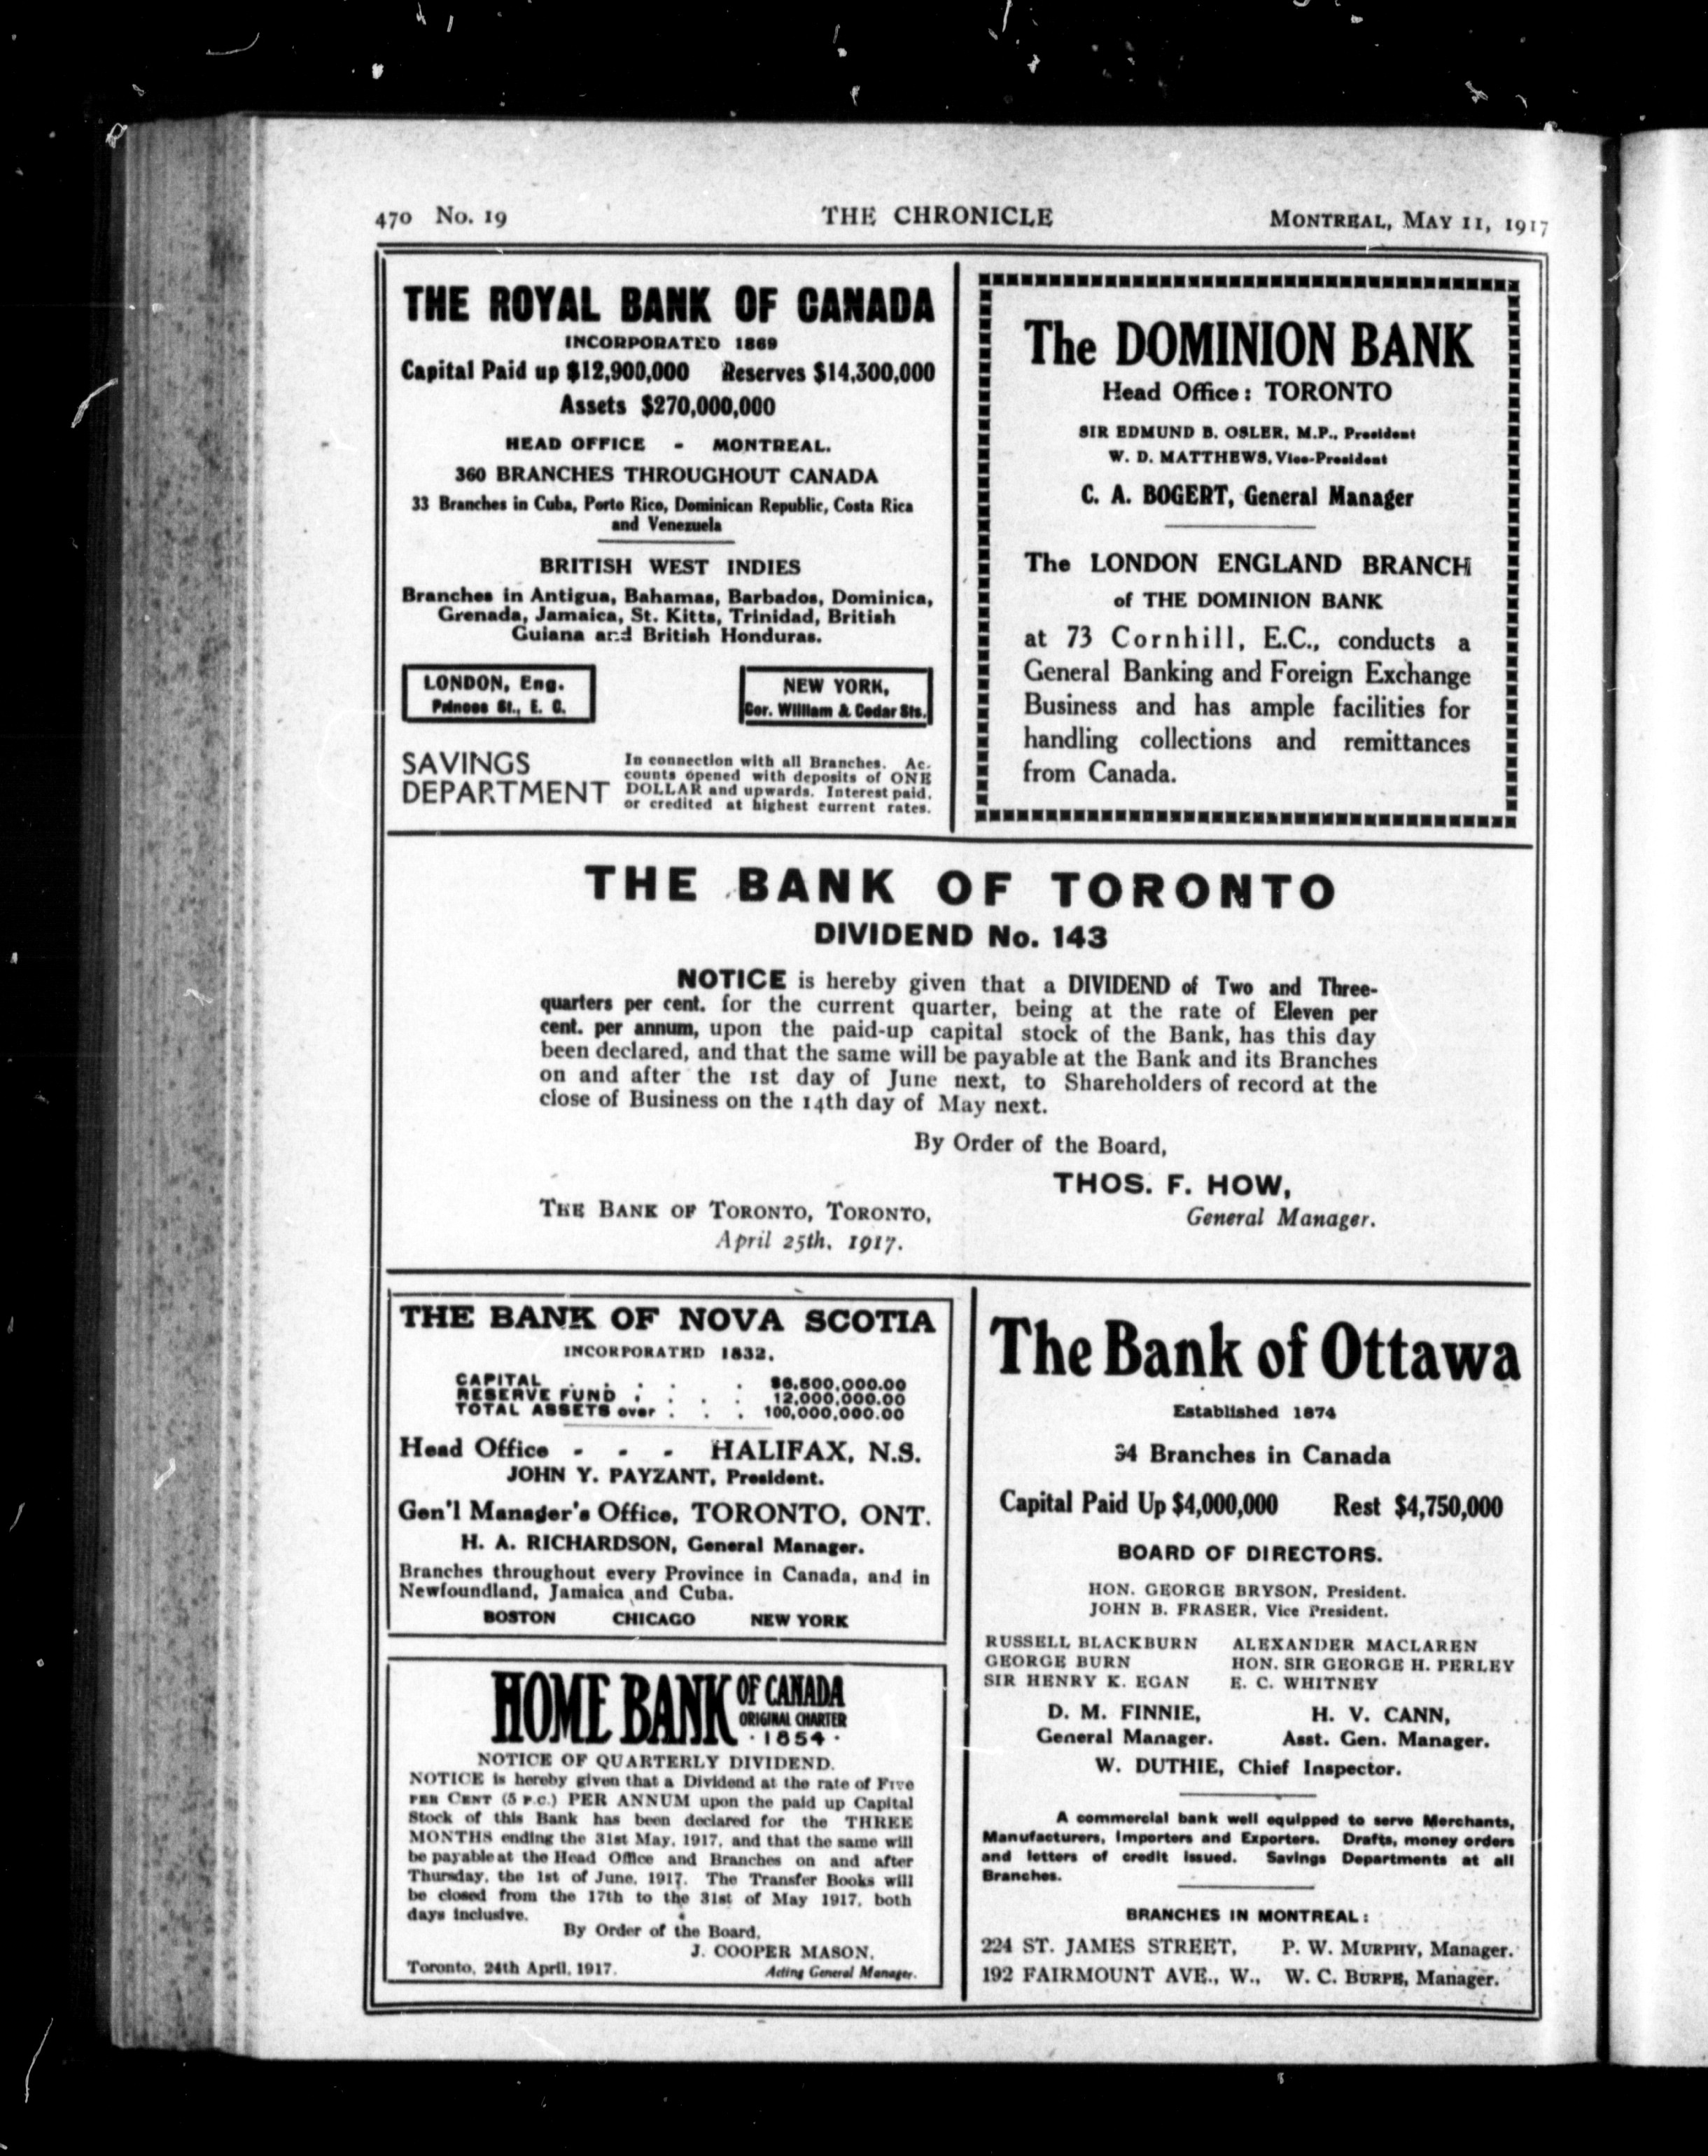 470 No. 19
THE CHRONICLE
MONTREAL, MAY 11, 1917
THE ROYAL BANK OF CANADA
INCORPORATED 1869
Capital Paid up $12,900,000 Reserves $14,300,000
Assets $270,000,000
HEAD OFFICE - MONTREAL.
360 BRANCHES THROUGHOUT CANADA
33 Branches in Cuba, Porto Rico, Dominican Republic, Costa Rica
and Venezuela
BRITISH WEST INDIES
Branches in Antigua, Bahamas, Barbados, Dominica,
Grenada, Jamaica, St. Kitts, Trinidad, British
Guiana and British Honduras.
LONDON, Eng.
Princes St., E. C.
NEW YORK,
Cor. William & Cedar Sts.
SAVINGS
DEPARTMENT
In connection with all Branches. Ac-
counts opened with deposits of ONE
DOLLAR and upwards. Interest paid,
or credited at highest current rates.
The DOMINION BANK
Head Office: TORONTO
SIR EDMUND B. OSLER, M.P., President
W. D. MATTHEWS, Vice-President
C. A. BOGERT, General Manager
The LONDON ENGLAND BRANCH
of THE DOMINION BANK
at 73 Cornhill, E.C., conducts a
General Banking and Foreign Exchange
Business and has ample facilities for
handling collections and remittances
from Canada.
THE BANK OF TORONTO
DIVIDEND No. 143
NOTICE is hereby given that a DIVIDEND of Two and Three-
quarters per cent. for the current quarter, being at the rate of Eleven per
cent. per annum, upon the paid-up capital stock of the Bank, has this day
been declared, and that the same will be payable at the Bank and its Branches
on and after the 1st day of June next, to Shareholders of record at the
close of Business on the 14th day of May next.
By Order of the Board,
THOS. F. HOW,
General Manager.
THE BANK OF TORONTO, TORONTO,
April 25th, 1917.
THE BANK OF NOVA SCOTIA
INCORPORATED 1832.
CAPITAL . . . . $6,500,000.00
RESERVE FUND . . . . 12,000,000.00
TOTAL ASSETS over . . . 100,000,000.00
Head Office - - - HALIFAX, N.S.
JOHN Y. PAYZANT, President.
Gen'l Manager's Office, TORONTO, ONT.
H. A. RICHARDSON, General Manager.
Branches throughout every Province in Canada, and in
Newfoundland, Jamaica and Cuba.
BOSTON CHICAGO NEW YORK
HOME BANK OF CANADA
ORIGINAL CHARTER
· 1854 ·
NOTICE OF QUARTERLY DIVIDEND.
NOTICE is hereby given that a Dividend at the rate of FIVE
PER CENT (5 P.C.) PER ANNUM upon the paid up Capital
Stock of this Bank has been declared for the THREE
MONTHS ending the 31st May, 1917, and that the same will
be payable at the Head Office and Branches on and after
Thursday, the 1st of June, 1917. The Transfer Books will
be closed from the 17th to the 31st of May 1917, both
days inclusive.
By Order of the Board,
J. COOPER MASON,
Toronto, 24th April, 1917.
Acting General Manager.
The Bank of Ottawa
Established 1874
94 Branches in Canada
Capital Paid Up $4,000,000 Rest $4,750,000
BOARD OF DIRECTORS.
HON. GEORGE BRYSON, President.
JOHN B. FRASER, Vice President.
RUSSELL BLACKBURN ALEXANDER MACLAREN
GEORGE BURN HON. SIR GEORGE H. PERLEY
SIR HENRY K. EGAN E. C. WHITNEY
D. M. FINNIE, H. V. CANN,
General Manager. Asst. Gen. Manager.
W. DUTHIE, Chief Inspector.
A commercial bank well equipped to serve Merchants,
Manufacturers, Importers and Exporters. Drafts, money orders
and letters of credit issued. Savings Departments at all
Branches.
BRANCHES IN MONTREAL:
224 ST. JAMES STREET, P. W. MURPHY, Manager.
192 FAIRMOUNT AVE., W., W. C. BURPE, Manager.